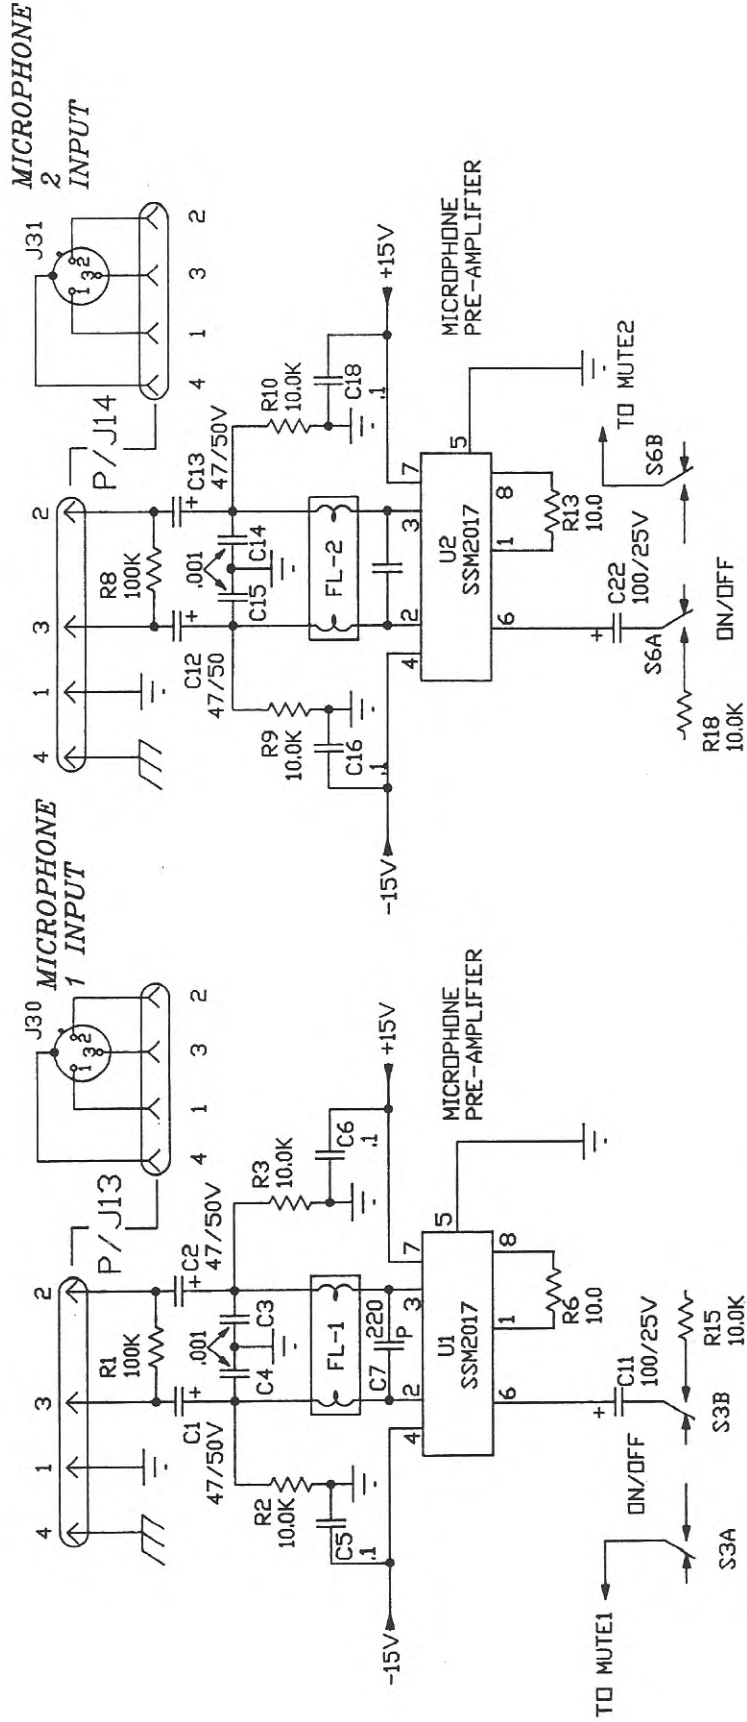 MICROPHONE
1 INPUT
J30
1
2
3
4
1
3
2
P/J13
4
1
3
2
R1
100K
C1
47/50V
C2
47/50V
.001
C4
C3
R2
10.0K
R3
10.0K
C5
.1
C6
.1
FL-1
C7
220
P
-15V
+15V
4
2
3
7
U1
SSM2017
5
6
1
8
MICROPHONE
PRE-AMPLIFIER
R6
10.0
C11
100/25V
TO MUTE1
ON/OFF
S3A
S3B
R15
10.0K
MICROPHONE
2
INPUT
J31
1
2
3
4
1
3
2
P/J14
4
1
3
2
R8
100K
C12
47/50
C13
47/50V
.001
C15
C14
R9
10.0K
R10
10.0K
C16
.1
C18
.1
FL-2
-15V
+15V
4
2
3
7
U2
SSM2017
5
6
1
8
MICROPHONE
PRE-AMPLIFIER
R13
10.0
C22
100/25V
TO MUTE2
S6A
S6B
ON/OFF
R18
10.0K